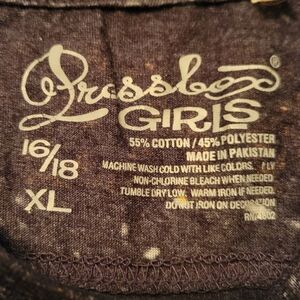 Pressbox®
GIRLS
16/18
XL
55% COTTON / 45% POLYESTER
MADE IN PAKISTAN
MACHINE WASH COLD WITH LIKE COLORS.
NON-CHLORINE BLEACH WHEN NEEDED.
TUMBLE DRY LOW. WARM IRON IF NEEDED.
DO NOT IRON ON DECORATION